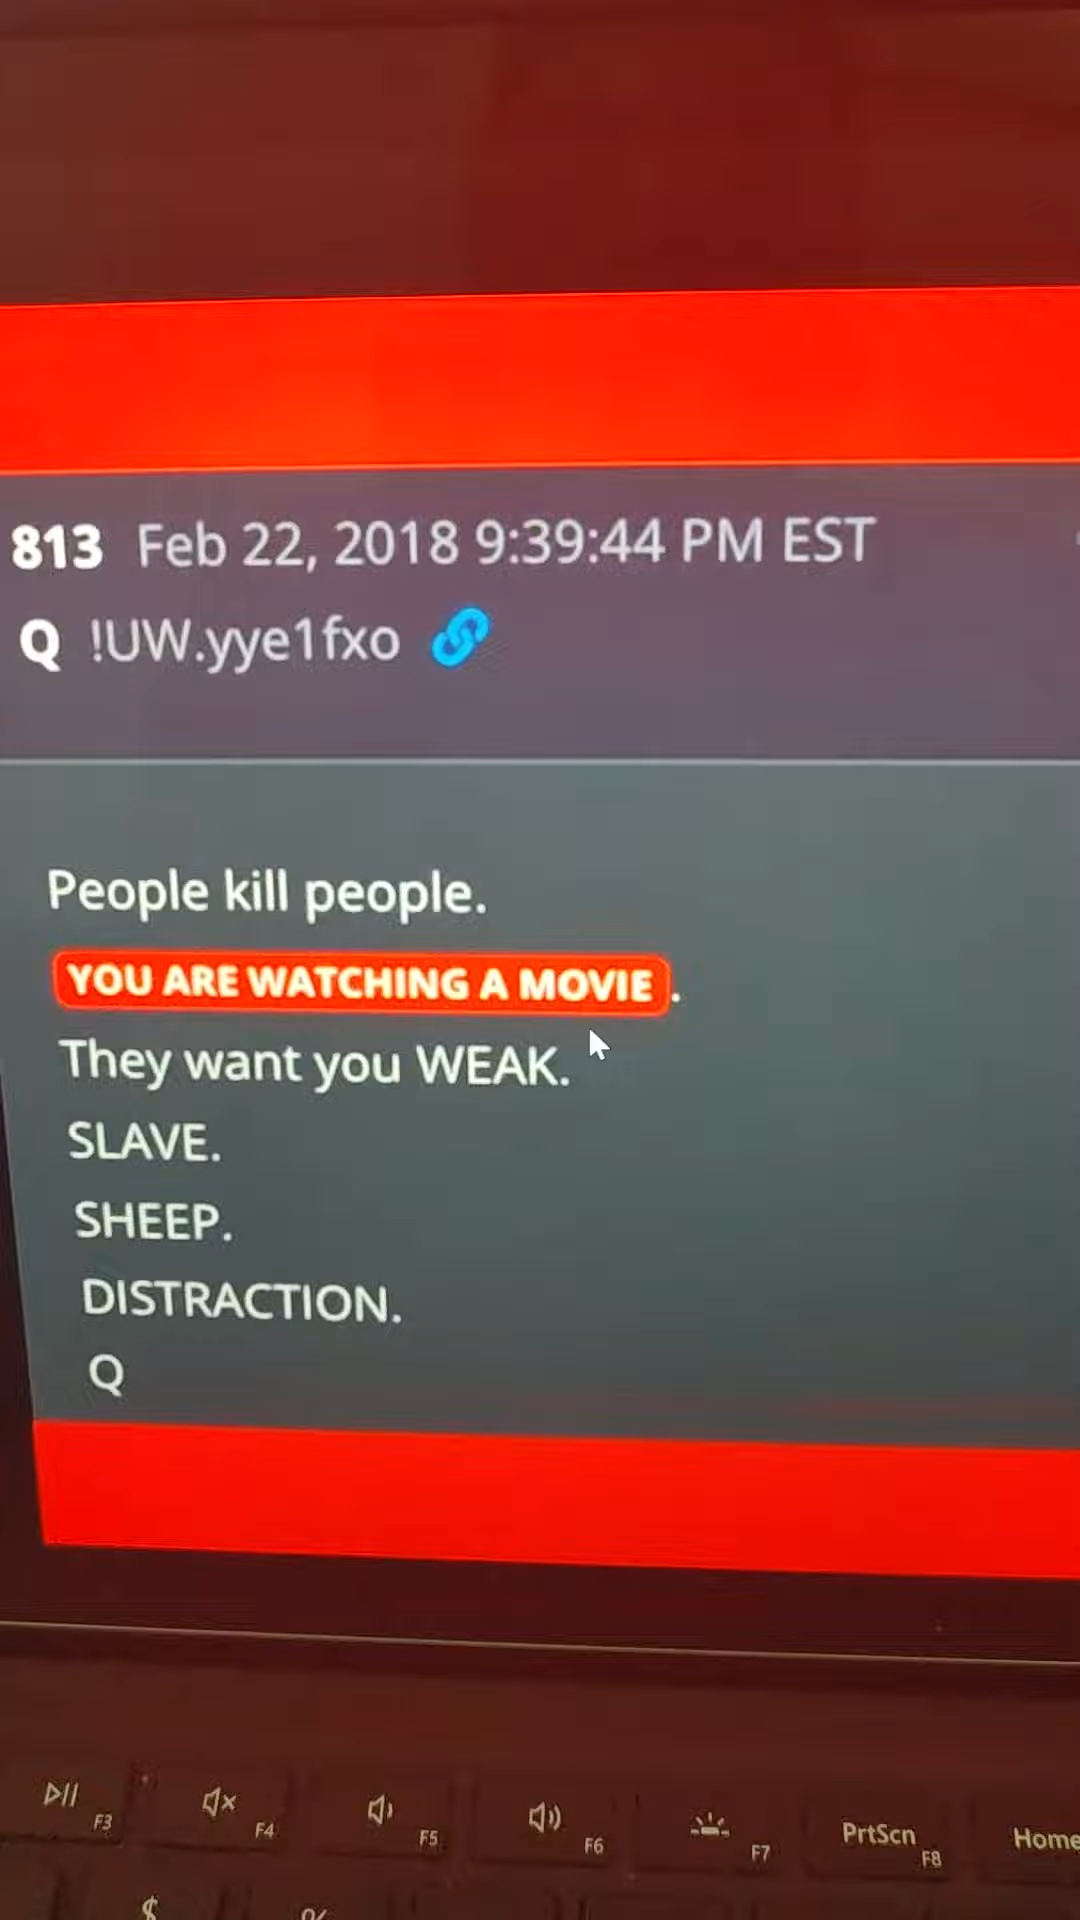 813 Feb 22, 2018 9:39:44 PM EST
Q !UW.yye1fxo
People kill people.
YOU ARE WATCHING A MOVIE.
They want you WEAK.
SLAVE.
SHEEP.
DISTRACTION.
Q
F3 F4 F5 F6 F7 PrtScn F8 Home
$ %